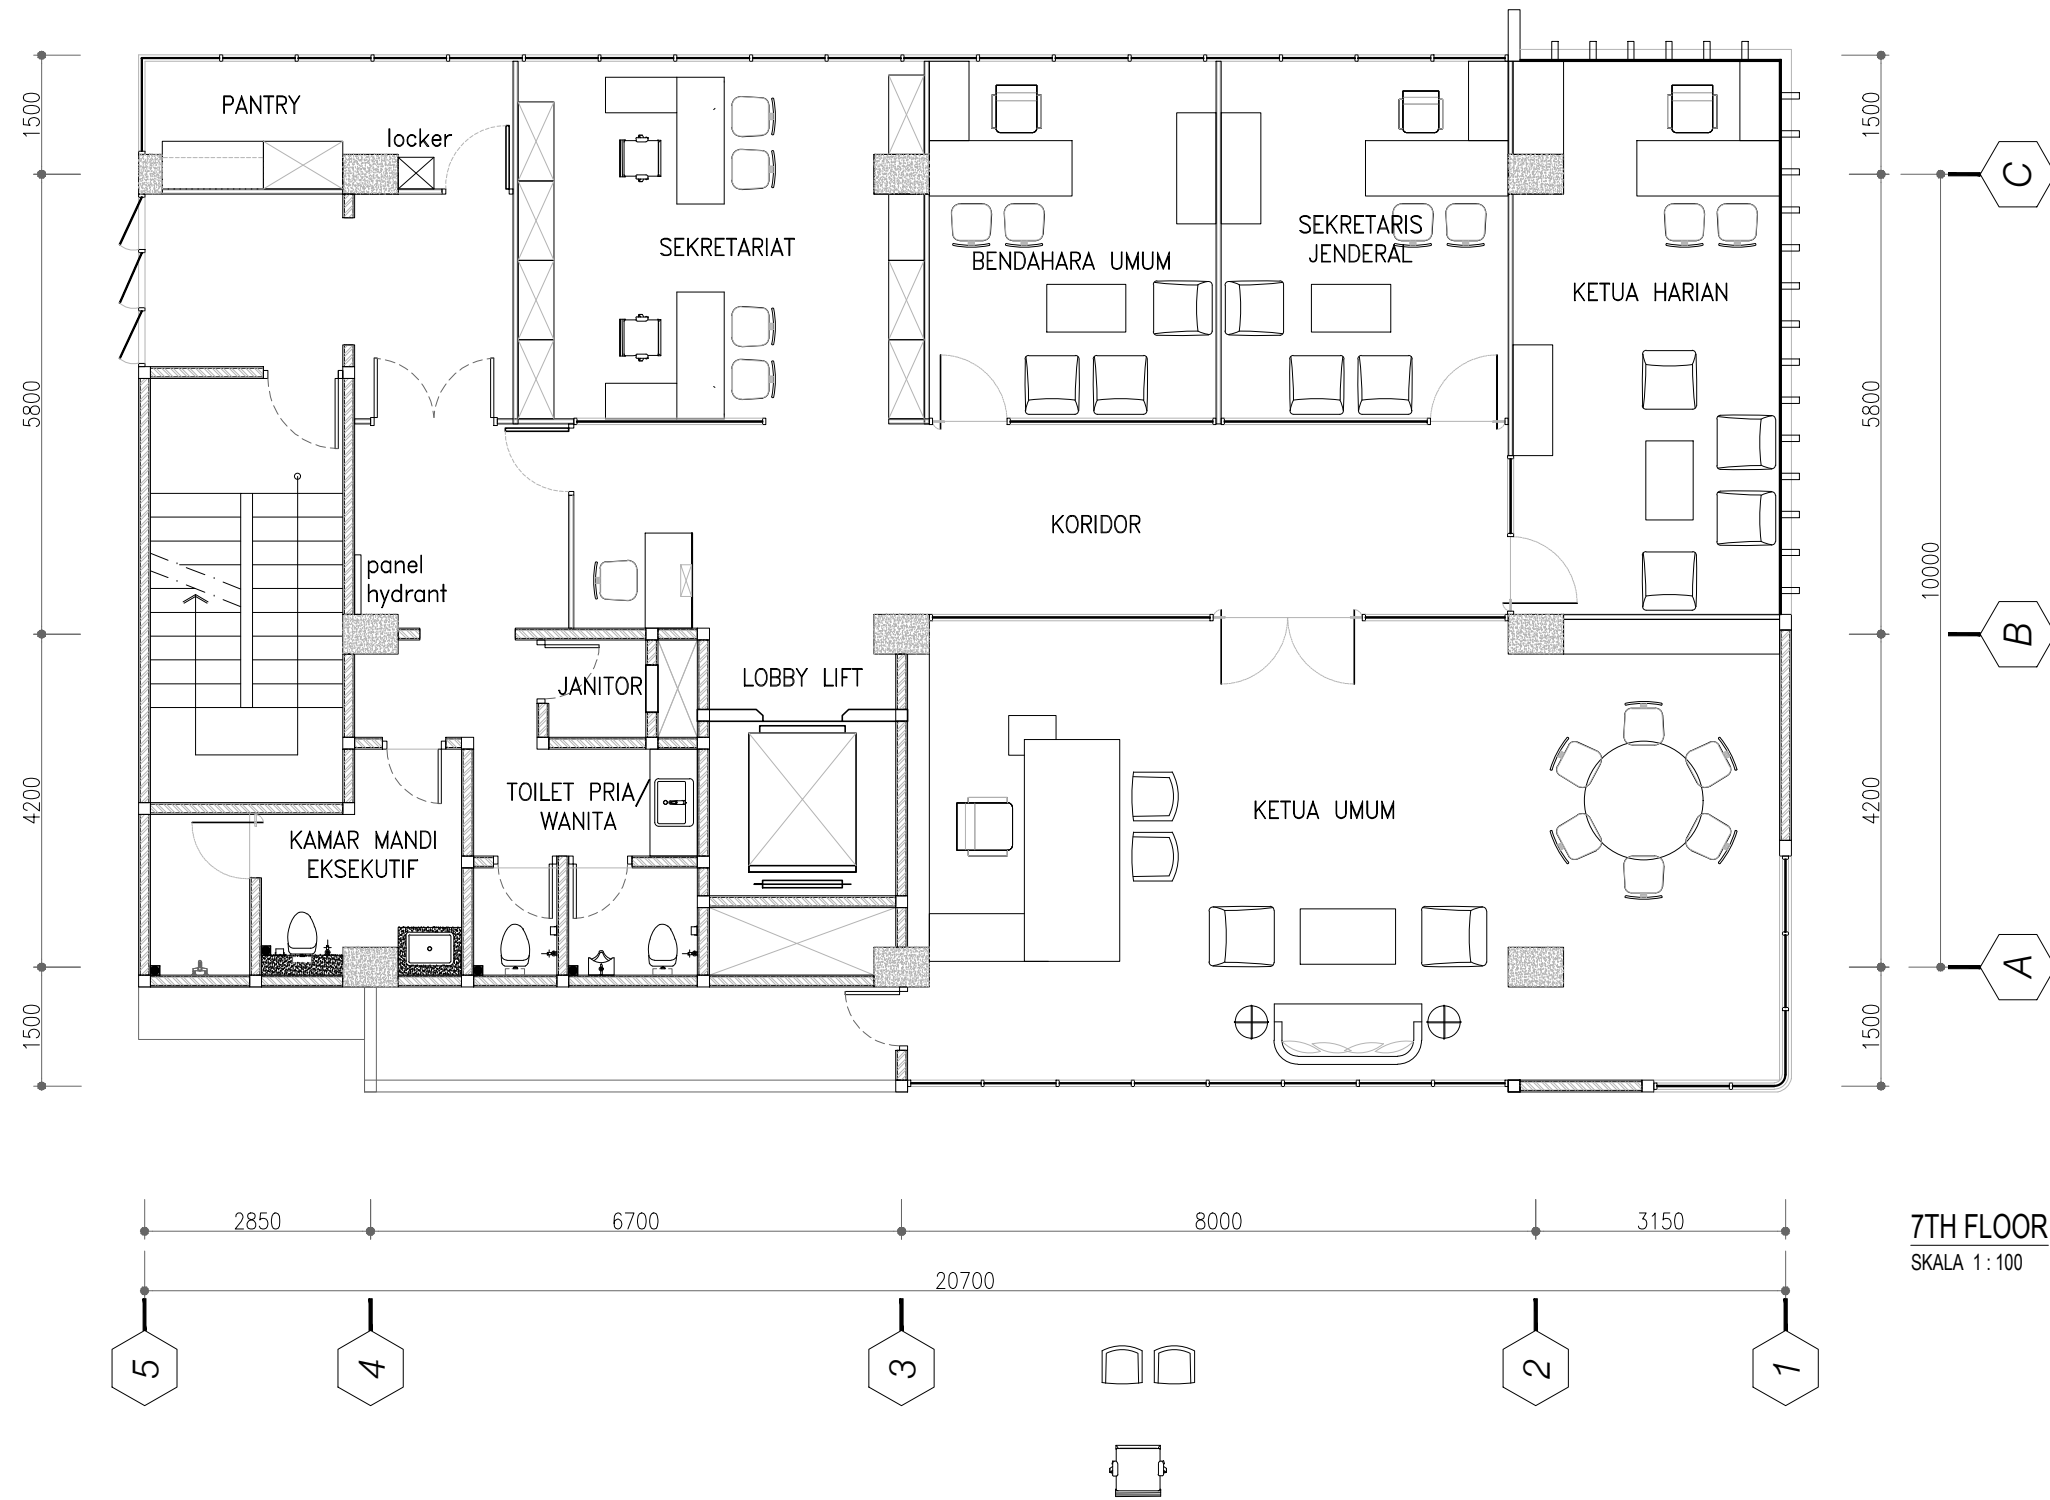 PANTRY
locker
1500
1500
C
SEKRETARIAT
BENDAHARA UMUM
SEKRETARIS
JENDERAL
KETUA HARIAN
5800
5800
KORIDOR
10000
panel
hydrant
B
JANITOR
LOBBY LIFT
4200
4200
TOILET PRIA/
WANITA
KETUA UMUM
KAMAR MANDI
EKSEKUTIF
A
1500
1500
2850
6700
8000
3150
7TH FLOOR
SKALA 1 : 100
20700
5
4
3
2
1